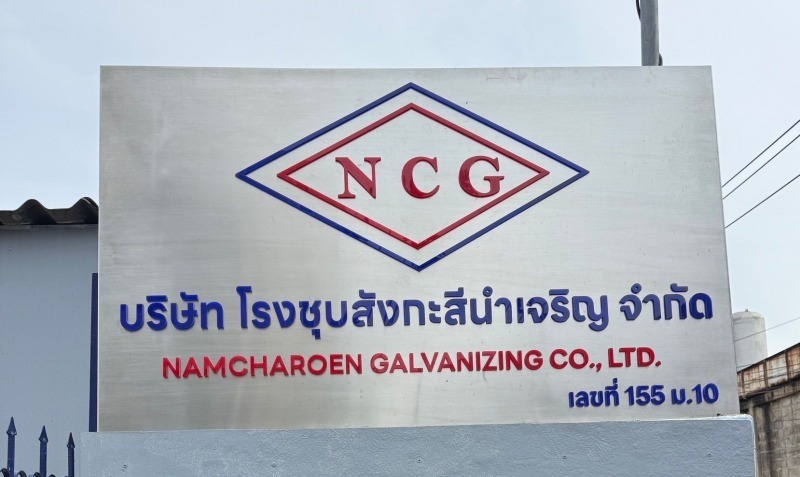 NCG
บริษัท โรงชุบสังกะสีนำเจริญ จำกัด
NAMCHAROEN GALVANIZING CO., LTD.
เลขที่ 155 ม.10